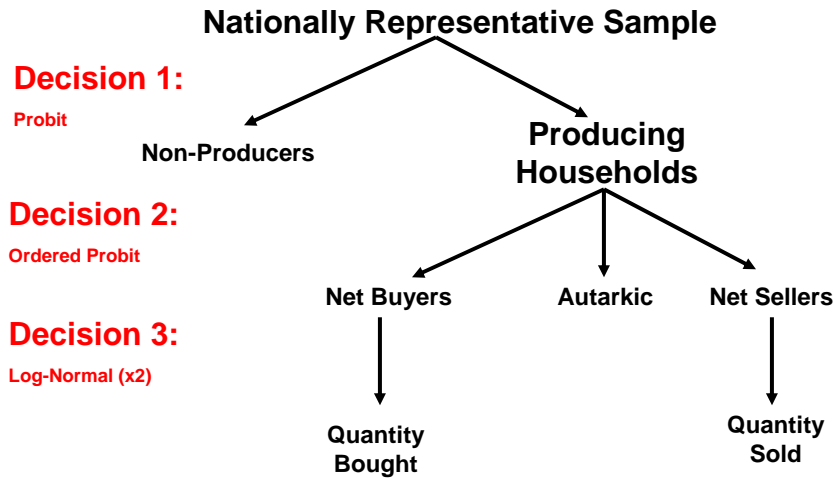 Nationally Representative Sample
Decision 1:
Probit
Non-Producers
Producing
Households
Decision 2:
Ordered Probit
Net Buyers
Autarkic
Net Sellers
Decision 3:
Log-Normal (x2)
Quantity
Bought
Quantity
Sold